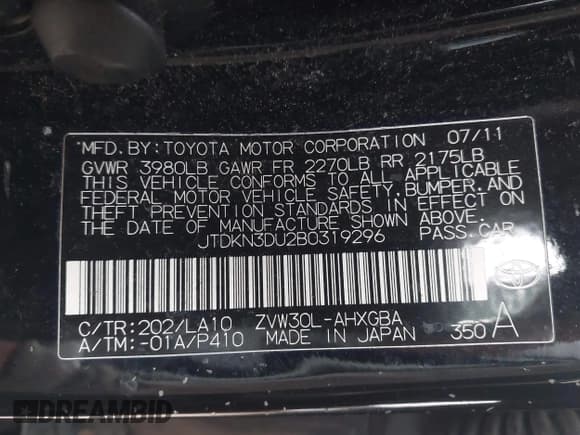 MFD.BY:TOYOTA MOTOR CORPORATION 07/11
GVWR 3980LB GAWR FR 2270LB RR 2175LB
THIS VEHICLE CONFORMS TO ALL APPLICABLE
FEDERAL MOTOR VEHICLE SAFETY,BUMPER,AND
THEFT PREVENTION STANDARDS IN EFFECT ON
THE DATE OF MANUFACTURE SHOWN ABOVE.
JTDKN3DU2B0319296 PASS.CAR
C/TR:202/LA10 ZVW30L-AHXGBA
A/TM:-01A/P410 MADE IN JAPAN 350 A
DREAMBID